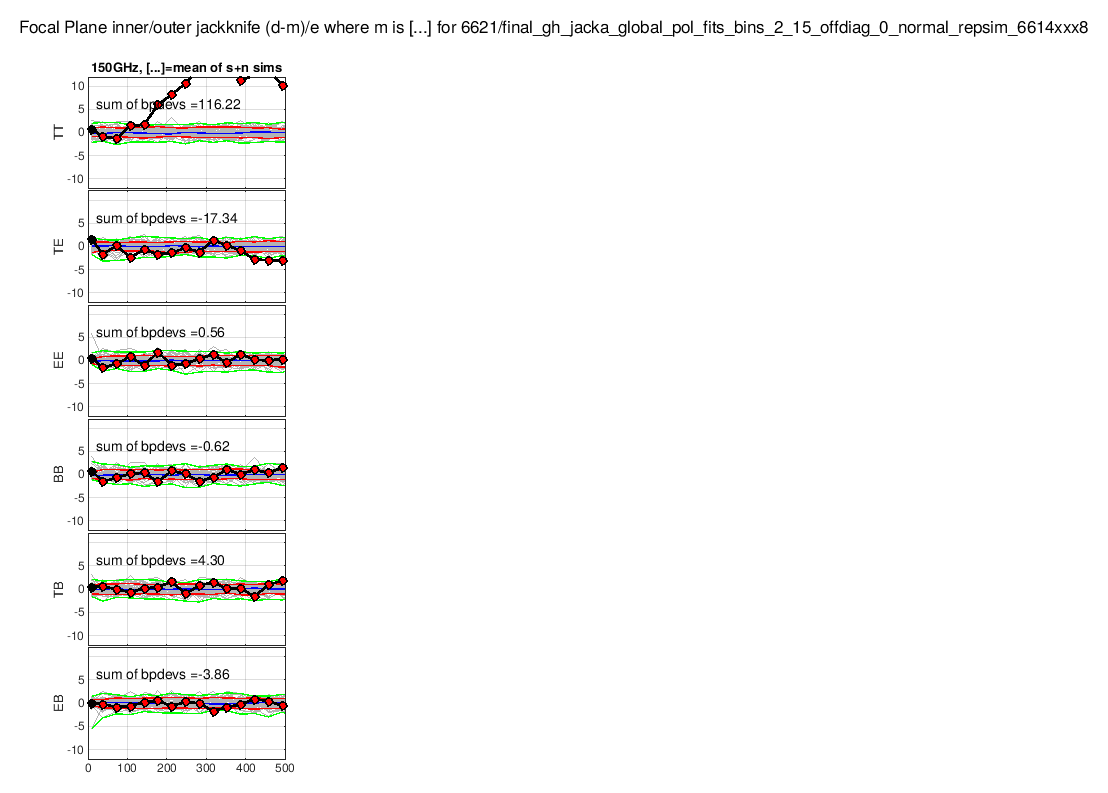 Focal Plane inner/outer jackknife (d-m)/e where m is [...] for 6621/final_gh_jacka_global_pol_fits_bins_2_15_offdiag_0_normal_repsim_6614xxx8
150GHz, [...]=mean of s+n sims
10
5
0
-5
-10
TT
sum of bpdevs =116.22
5
0
-5
-10
TE
sum of bpdevs =-17.34
5
0
-5
-10
EE
sum of bpdevs =0.56
5
0
-5
-10
BB
sum of bpdevs =-0.62
5
0
-5
-10
TB
sum of bpdevs =4.30
5
0
-5
-10
EB
sum of bpdevs =-3.86
0 100 200 300 400 500